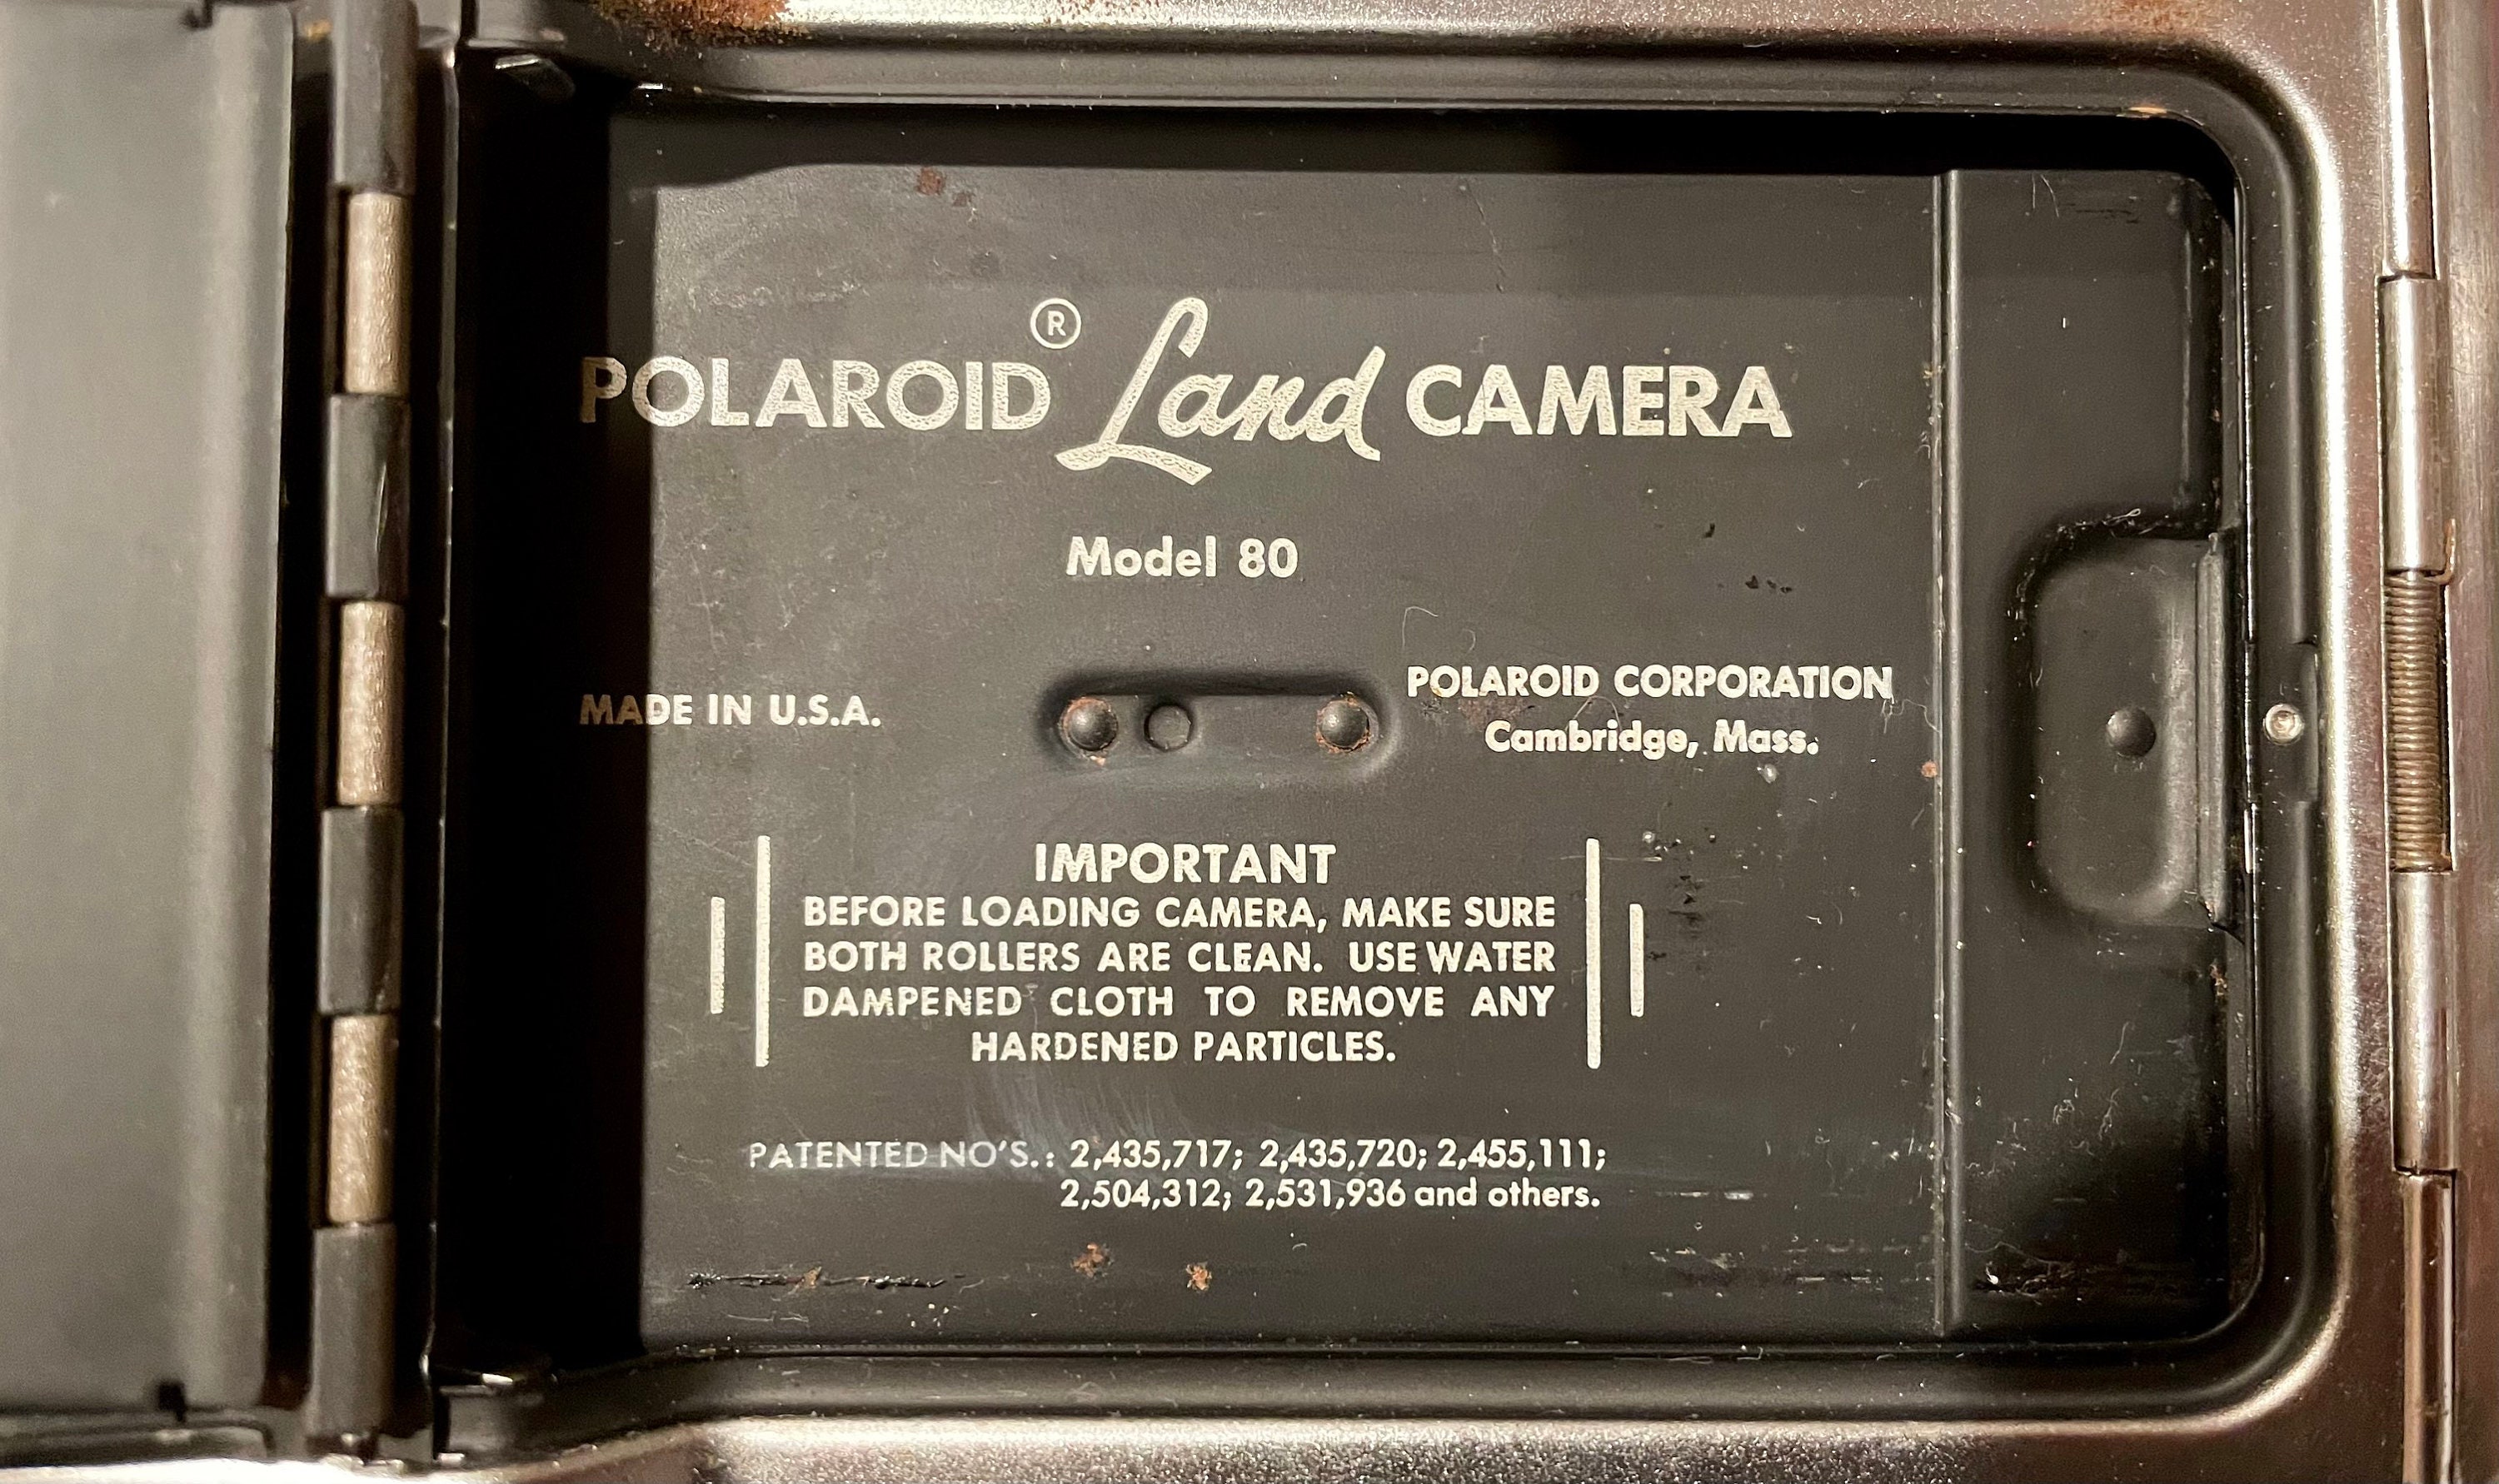 POLAROID® Land CAMERA
Model 80
MADE IN U.S.A.
POLAROID CORPORATION
Cambridge, Mass.
IMPORTANT
BEFORE LOADING CAMERA, MAKE SURE
BOTH ROLLERS ARE CLEAN. USE WATER
DAMPENED CLOTH TO REMOVE ANY
HARDENED PARTICLES.
PATENTED NO'S.: 2,435,717; 2,435,720; 2,455,111;
2,504,312; 2,531,936 and others.